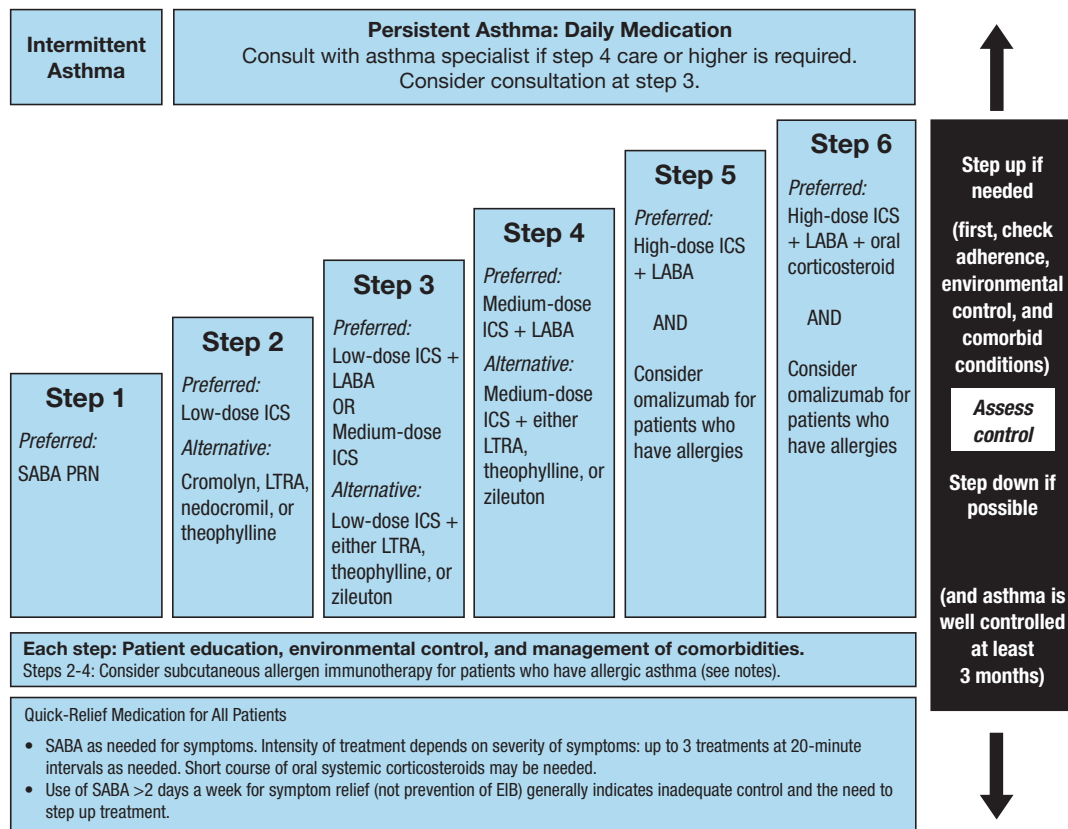 Intermittent
Asthma
Persistent Asthma: Daily Medication
Consult with asthma specialist if step 4 care or higher is required.
Consider consultation at step 3.
Step 1
Preferred:
SABA PRN
Step 2
Preferred:
Low-dose ICS
Alternative:
Cromolyn, LTRA,
nedocromil, or
theophylline
Step 3
Preferred:
Low-dose ICS +
LABA
OR
Medium-dose
ICS
Alternative:
Low-dose ICS +
either LTRA,
theophylline, or
zileuton
Step 4
Preferred:
Medium-dose
ICS + LABA
Alternative:
Medium-dose
ICS + either
LTRA,
theophylline, or
zileuton
Step 5
Preferred:
High-dose ICS
+ LABA
AND
Consider
omalizumab for
patients who
have allergies
Step 6
Preferred:
High-dose ICS
+ LABA + oral
corticosteroid
AND
Consider
omalizumab for
patients who
have allergies
Step up if
needed
(first, check
adherence,
environmental
control, and
comorbid
conditions)
Assess
control
Step down if
possible
(and asthma is
well controlled
at least
3 months)
Each step: Patient education, environmental control, and management of comorbidities.
Steps 2-4: Consider subcutaneous allergen immunotherapy for patients who have allergic asthma (see notes).
Quick-Relief Medication for All Patients
• SABA as needed for symptoms. Intensity of treatment depends on severity of symptoms: up to 3 treatments at 20-minute
intervals as needed. Short course of oral systemic corticosteroids may be needed.
• Use of SABA >2 days a week for symptom relief (not prevention of EIB) generally indicates inadequate control and the need to
step up treatment.